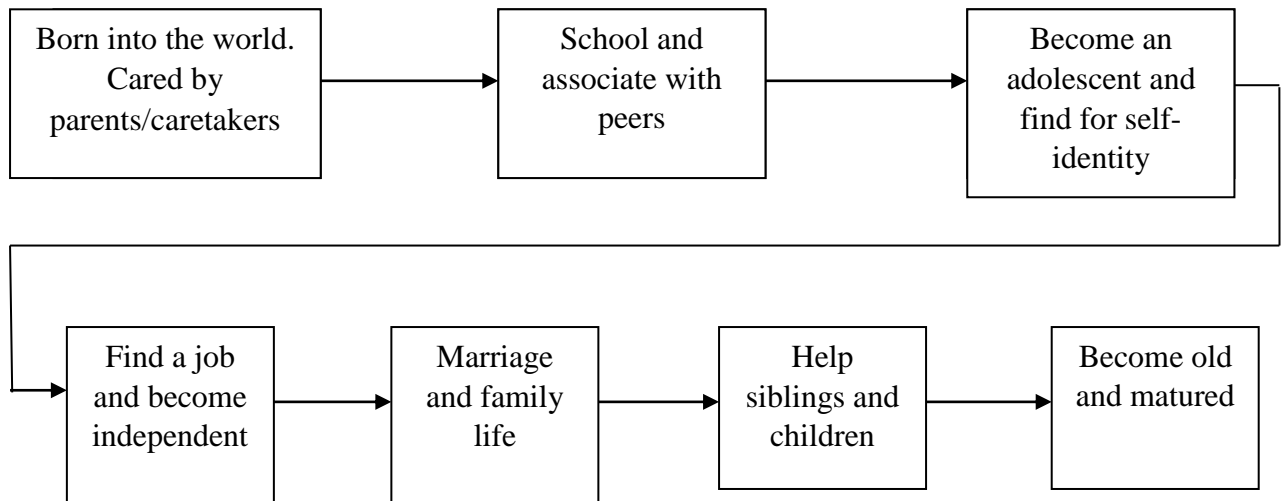 Born into the world.
Cared by
parents/caretakers
School and
associate with
peers
Become an
adolescent and
find for self-
identity
Find a job
and become
independent
Marriage
and family
life
Help
siblings and
children
Become old
and matured